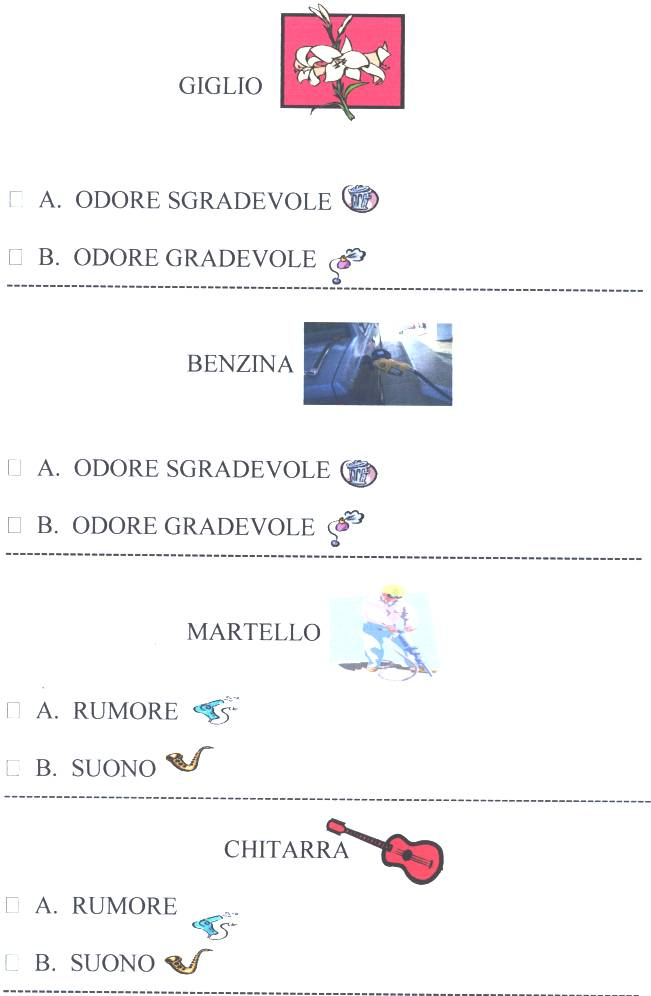 GIGLIO
A. ODORE SGRADEVOLE
B. ODORE GRADEVOLE
BENZINA
A. ODORE SGRADEVOLE
B. ODORE GRADEVOLE
MARTELLO
A. RUMORE
B. SUONO
CHITARRA
A. RUMORE
B. SUONO